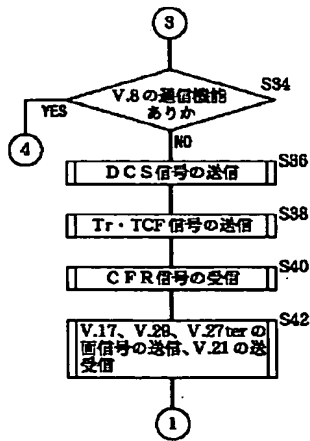 3
S34
V.8の通信機能
ありか
YES
NO
4
S36
DCS信号の送信
S38
Tr・TCF信号の送信
S40
CFR信号の受信
S42
V.17、V.29、V.27terの
画信号の送信、V.21の送
受信
1